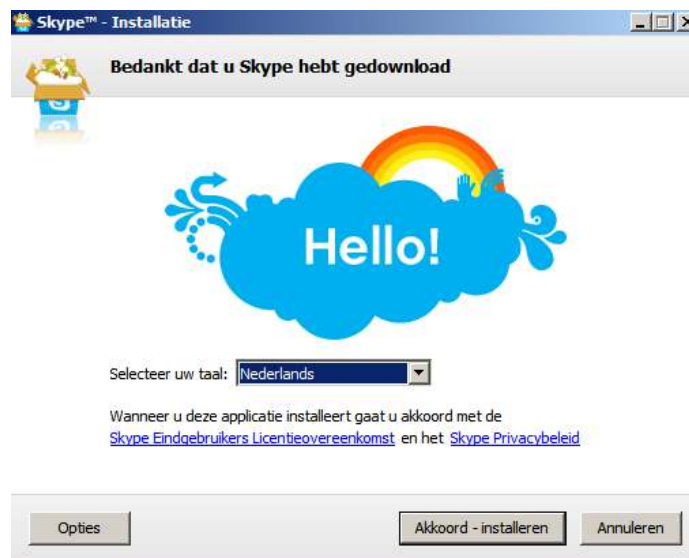 Skype™ - Installatie
Bedankt dat u Skype hebt gedownload
Hello!
Selecteer uw taal: Nederlands
Wanneer u deze applicatie installeert gaat u akkoord met de
Skype Eindgebruikers Licentieovereenkomst en het Skype Privacybeleid
Opties Akkoord - installeren Annuleren